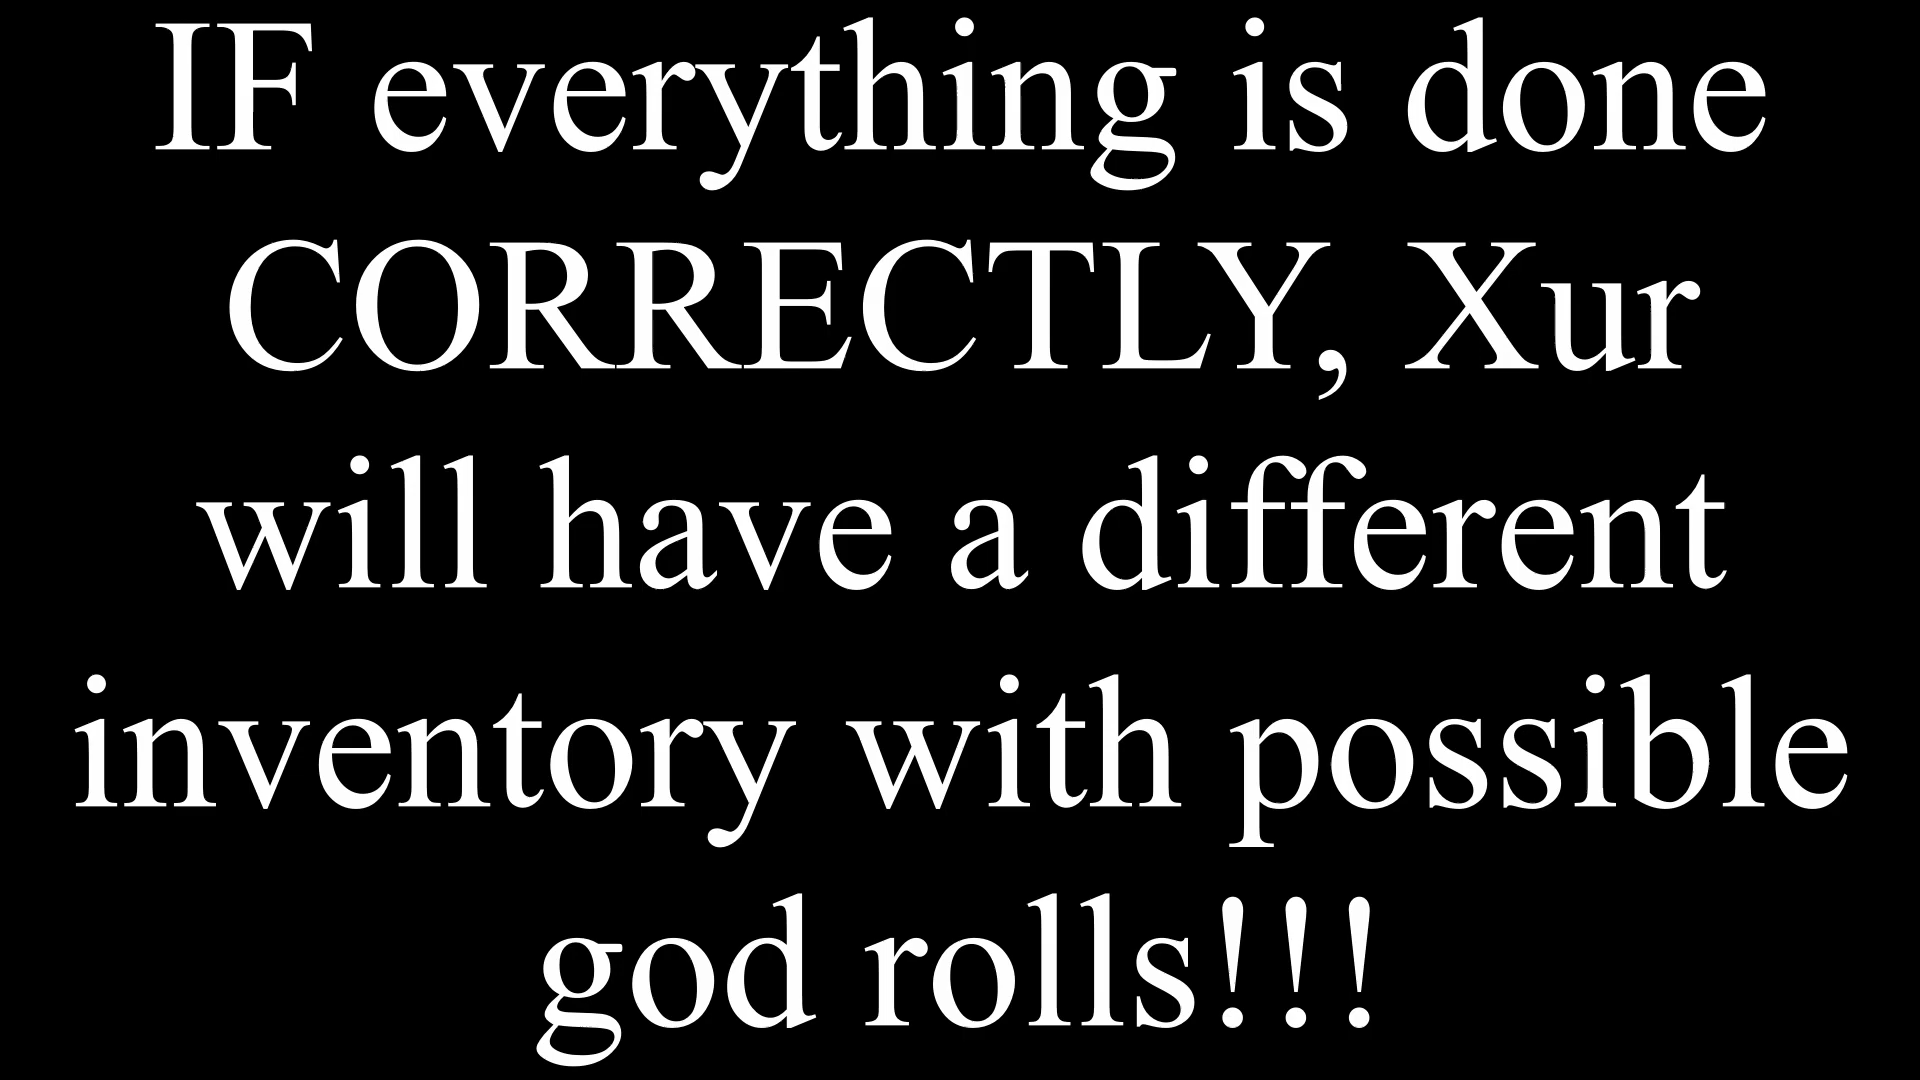 IF everything is done
CORRECTLY, Xur
will have a different
inventory with possible
god rolls!!!